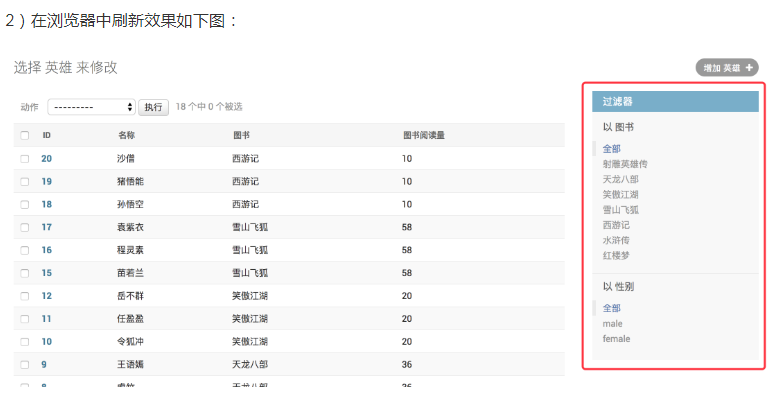 2）在浏览器中刷新效果如下图：
选择 英雄 来修改
增加 英雄 +
动作 --------- 执行 18 个中 0 个被选
ID 名称 图书 图书阅读量
20 沙僧 西游记 10
19 猪悟能 西游记 10
18 孙悟空 西游记 10
17 袁紫衣 雪山飞狐 58
16 程灵素 雪山飞狐 58
15 苗若兰 雪山飞狐 58
12 岳不群 笑傲江湖 20
11 任盈盈 笑傲江湖 20
10 令狐冲 笑傲江湖 20
9 王语嫣 天龙八部 36
过滤器
以 图书
全部
射雕英雄传
天龙八部
笑傲江湖
雪山飞狐
西游记
水浒传
红楼梦
以 性别
全部
male
female